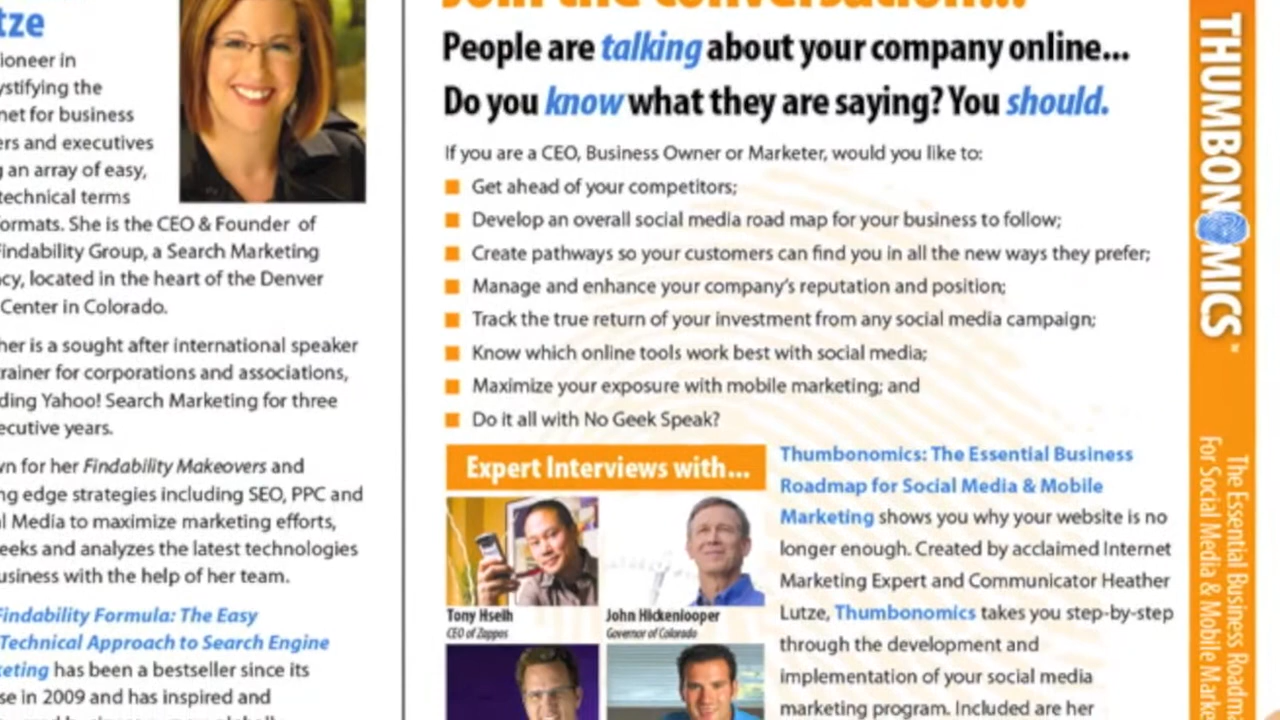 tze
ioneer in
ystifying the
net for business
ers and executives
g an array of easy,
technical terms
ormats. She is the CEO & Founder of
Findability Group, a Search Marketing
ncy, located in the heart of the Denver
Center in Colorado.
her is a sought after international speaker
trainer for corporations and associations,
ding Yahoo! Search Marketing for three
ecutive years.
wn for her Findability Makeovers and
ng edge strategies including SEO, PPC and
l Media to maximize marketing efforts,
eeks and analyzes the latest technologies
usiness with the help of her team.
Findability Formula: The Easy
Technical Approach to Search Engine
keting has been a bestseller since its
se in 2009 and has inspired and
Join the conversation...
People are talking about your company online...
Do you know what they are saying? You should.
If you are a CEO, Business Owner or Marketer, would you like to:
Get ahead of your competitors;
Develop an overall social media road map for your business to follow;
Create pathways so your customers can find you in all the new ways they prefer;
Manage and enhance your company's reputation and position;
Track the true return of your investment from any social media campaign;
Know which online tools work best with social media;
Maximize your exposure with mobile marketing; and
Do it all with No Geek Speak?
Expert Interviews with...
Tony Hseih
CEO of Zappos
John Hickenlooper
Governor of Colorado
Thumbonomics: The Essential Business
Roadmap for Social Media & Mobile
Marketing shows you why your website is no
longer enough. Created by acclaimed Internet
Marketing Expert and Communicator Heather
Lutze, Thumbonomics takes you step-by-step
through the development and
implementation of your social media
marketing program. Included are her
THUMBONOMICS™
The Essential Business Roadm
For Social Media & Mobile Marke